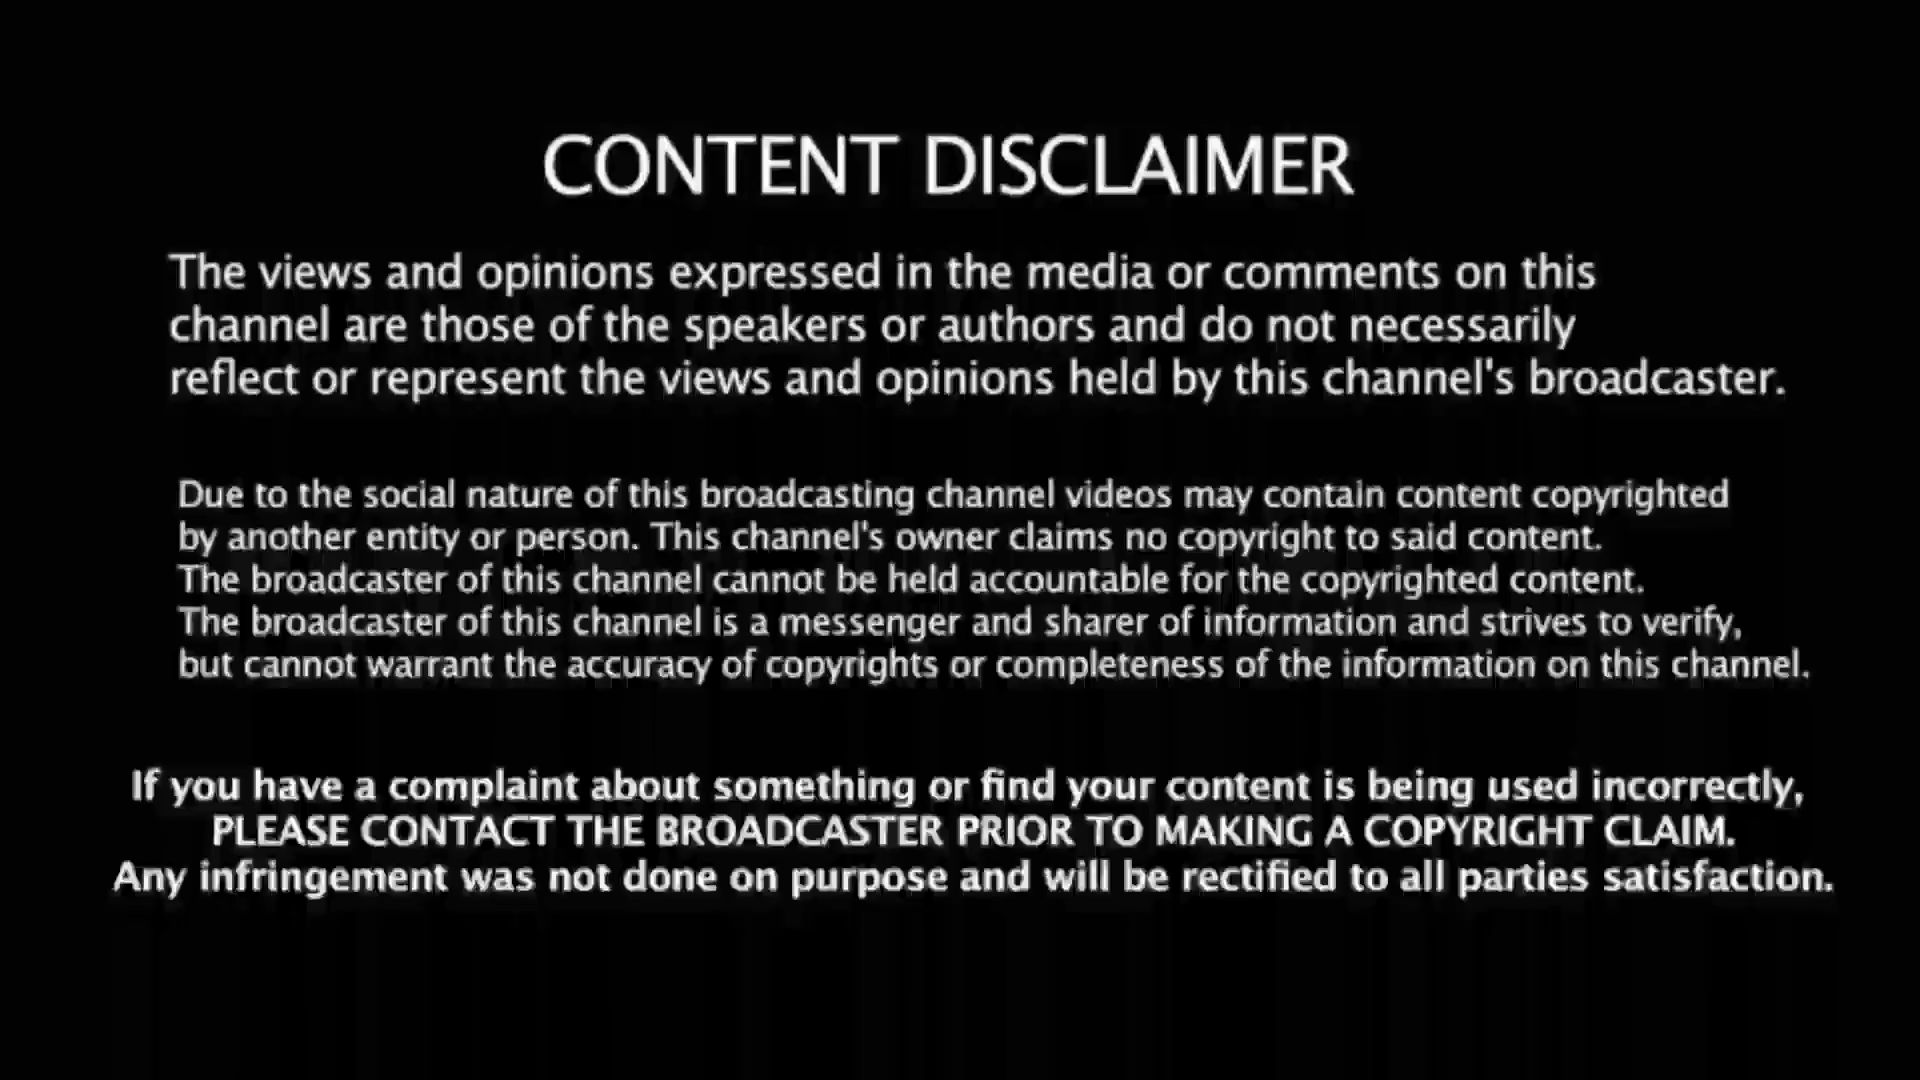 CONTENT DISCLAIMER
The views and opinions expressed in the media or comments on this
channel are those of the speakers or authors and do not necessarily
reflect or represent the views and opinions held by this channel's broadcaster.
Due to the social nature of this broadcasting channel videos may contain content copyrighted
by another entity or person. This channel's owner claims no copyright to said content.
The broadcaster of this channel cannot be held accountable for the copyrighted content.
The broadcaster of this channel is a messenger and sharer of information and strives to verify,
but cannot warrant the accuracy of copyrights or completeness of the information on this channel.
If you have a complaint about something or find your content is being used incorrectly,
PLEASE CONTACT THE BROADCASTER PRIOR TO MAKING A COPYRIGHT CLAIM.
Any infringement was not done on purpose and will be rectified to all parties satisfaction.